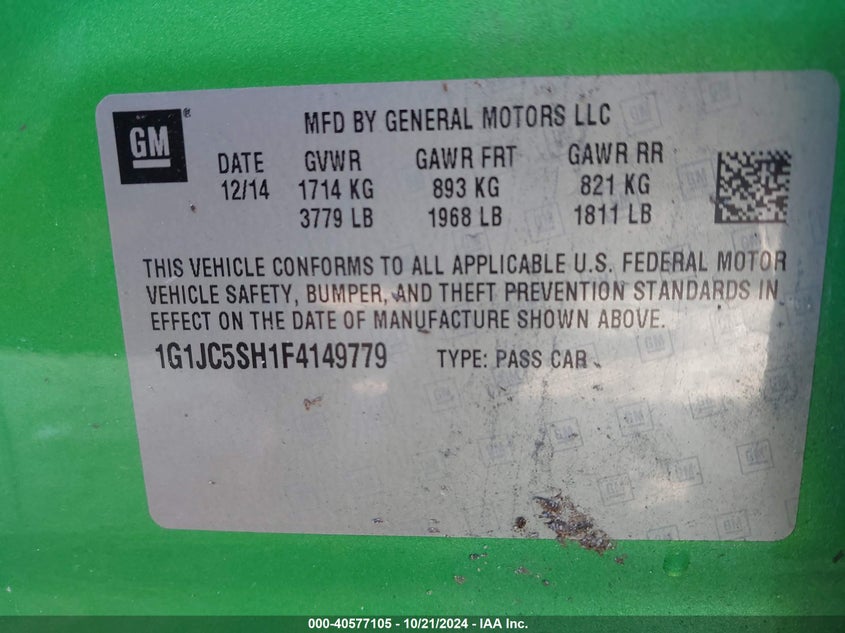 GM®
MFD BY GENERAL MOTORS LLC
DATE GVWR GAWR FRT GAWR RR
12/14 1714 KG 893 KG 821 KG
3779 LB 1968 LB 1811 LB
THIS VEHICLE CONFORMS TO ALL APPLICABLE U.S. FEDERAL MOTOR
VEHICLE SAFETY, BUMPER, AND THEFT PREVENTION STANDARDS IN
EFFECT ON THE DATE OF MANUFACTURE SHOWN ABOVE.
1G1JC5SH1F4149779 TYPE: PASS CAR
000-40577105 - 10/21/2024 - IAA Inc.